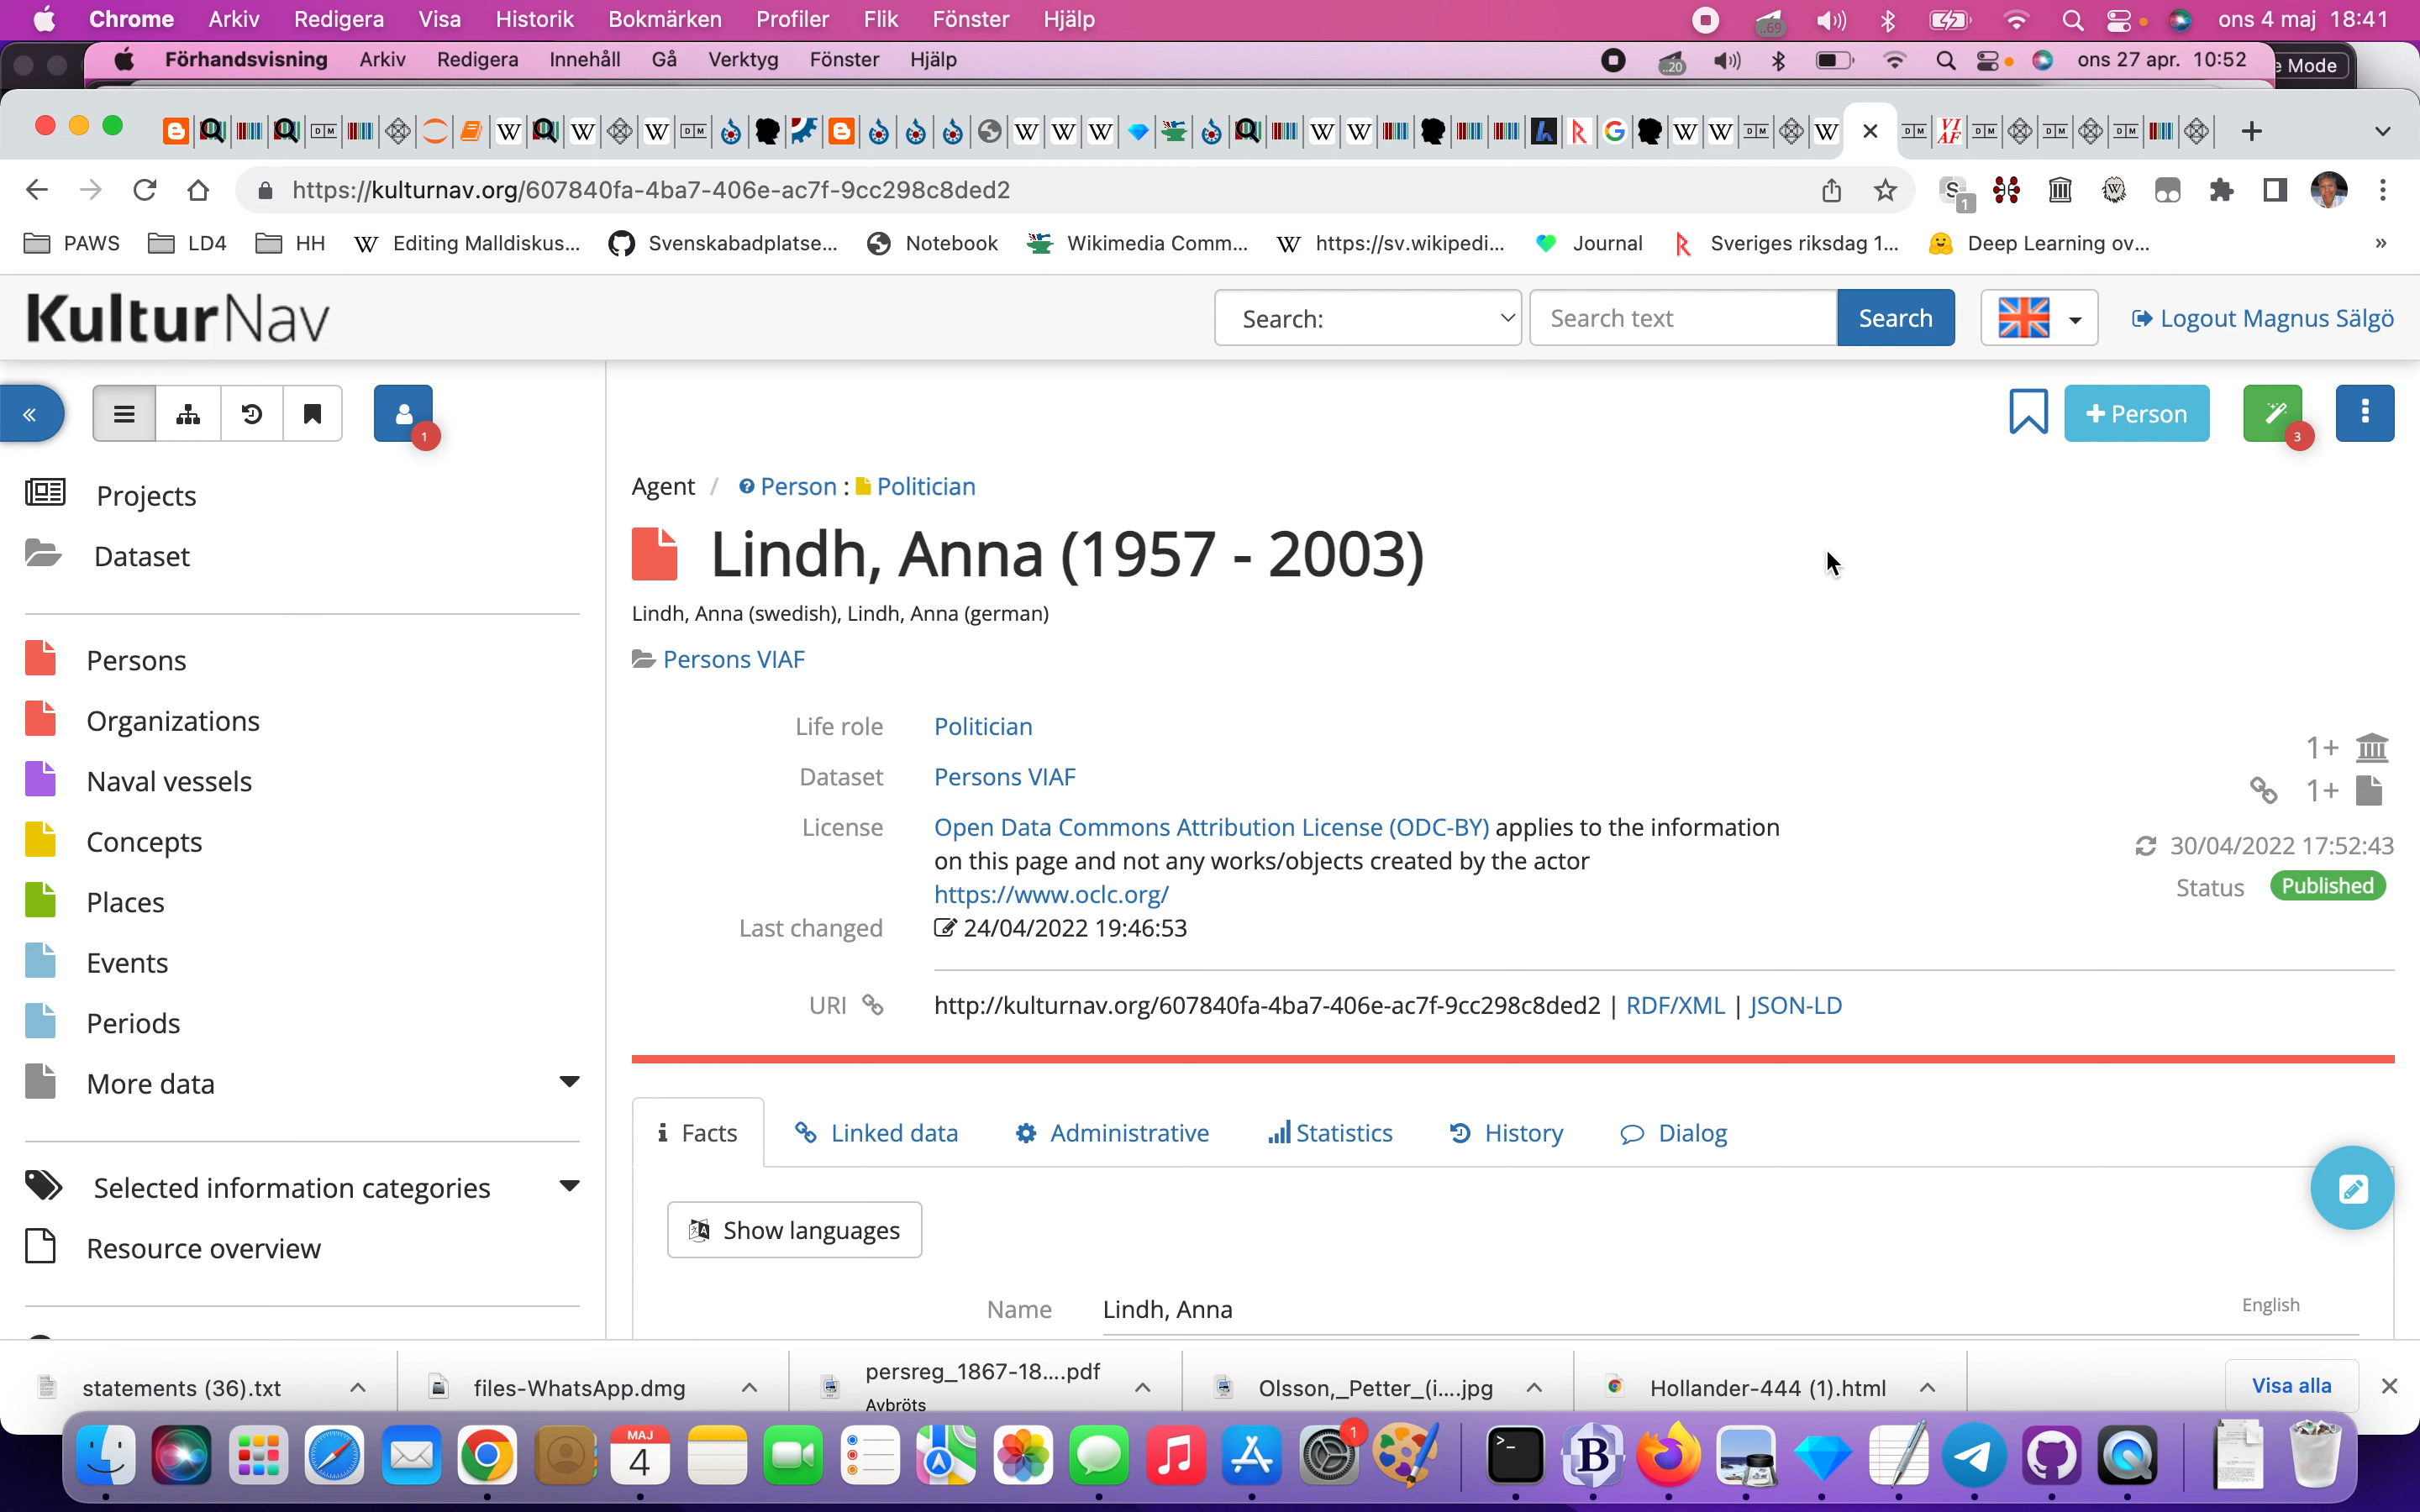 Chrome Arkiv Redigera Visa Historik Bokmärken Profiler Flik Fönster Hjälp ..69 ons 4 maj 18:41
Förhandsvisning Arkiv Redigera Innehåll Gå Verktyg Fönster Hjälp ..20 ons 27 apr. 10:52 e Mode
https://kulturnav.org/607840fa-4ba7-406e-ac7f-9cc298c8ded2 1
PAWS LD4 HH W Editing Malldiskus... Svenskabadplatse... Notebook Wikimedia Comm... W https://sv.wikipedi... Journal Sveriges riksdag 1... Deep Learning ov... »
KulturNav Search: Search text Search Logout Magnus Sälgö
« 1 + Person 3
Projects
Dataset
Persons
Organizations
Naval vessels
Concepts
Places
Events
Periods
More data
Selected information categories
Resource overview
Agent / Person : Politician
Lindh, Anna (1957 - 2003)
Lindh, Anna (swedish), Lindh, Anna (german)
Persons VIAF
Life role Politician
Dataset Persons VIAF
License Open Data Commons Attribution License (ODC-BY) applies to the information
on this page and not any works/objects created by the actor
https://www.oclc.org/
Last changed 24/04/2022 19:46:53
1+
1+
30/04/2022 17:52:43
Status Published
URI http://kulturnav.org/607840fa-4ba7-406e-ac7f-9cc298c8ded2 | RDF/XML | JSON-LD
Facts Linked data Administrative Statistics History Dialog
Show languages
Name Lindh, Anna English
statements (36).txt files-WhatsApp.dmg persreg_1867-18....pdf Olsson,_Petter_(i....jpg Hollander-444 (1).html Visa alla
Avbröts
MAJ
4
1